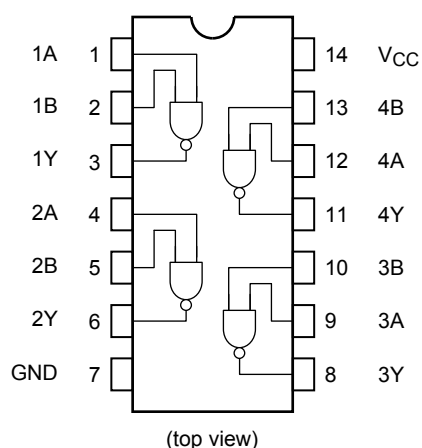 1A 1 14 VCC
1B 2 13 4B
1Y 3 12 4A
2A 4 11 4Y
2B 5 10 3B
2Y 6 9 3A
GND 7 8 3Y
(top view)